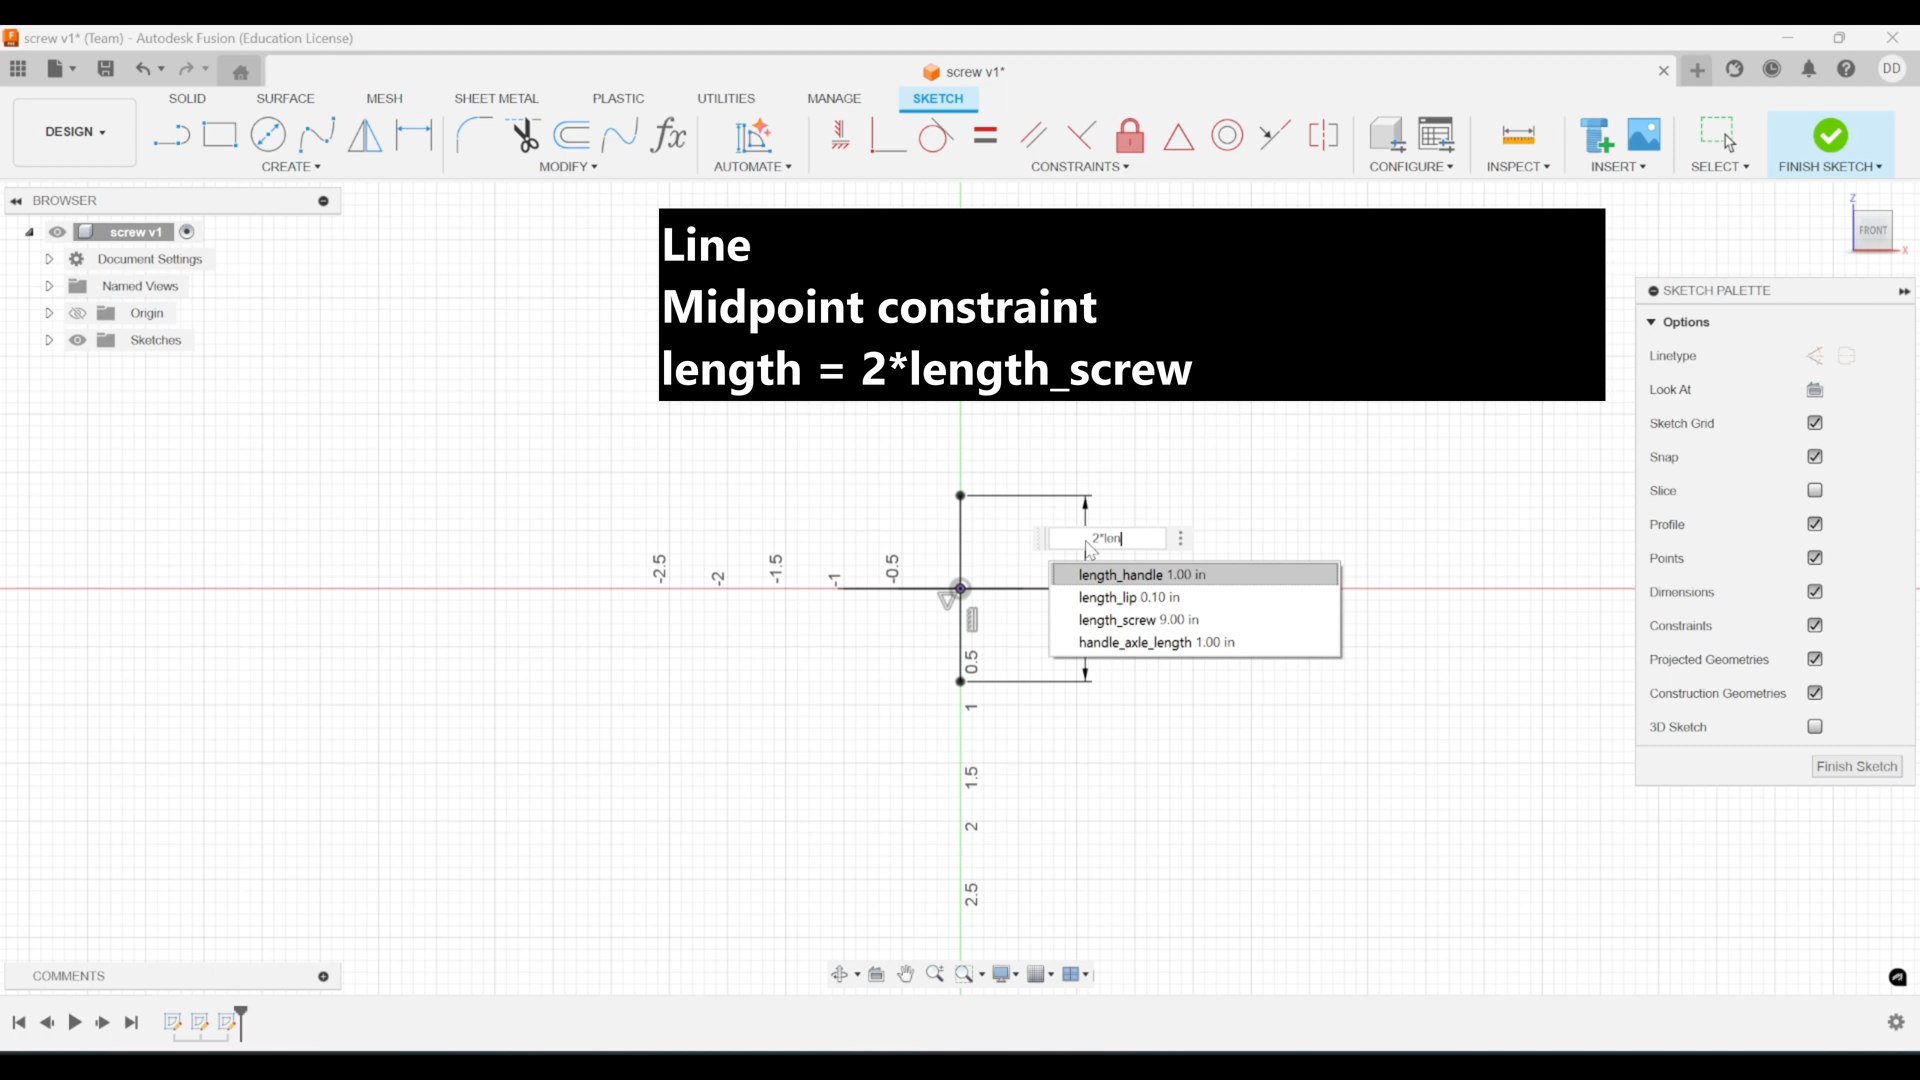 screw v1* (Team) - Autodesk Fusion (Education License)
screw v1*
DD
SOLID SURFACE MESH SHEET METAL PLASTIC UTILITIES MANAGE SKETCH
DESIGN
CREATE MODIFY AUTOMATE CONSTRAINTS CONFIGURE INSPECT INSERT SELECT FINISH SKETCH
fx
BROWSER
screw v1
Document Settings
Named Views
Origin
Sketches
Line
Midpoint constraint
length = 2*length_screw
Z
FRONT
X
2*len
length_handle 1.00 in
length_lip 0.10 in
length_screw 9.00 in
handle_axle_length 1.00 in
-2.5
-2
-1.5
-1
-0.5
0.5
1
1.5
2
2.5
SKETCH PALETTE
Options
Linetype
Look At
Sketch Grid
Snap
Slice
Profile
Points
Dimensions
Constraints
Projected Geometries
Construction Geometries
3D Sketch
Finish Sketch
COMMENTS